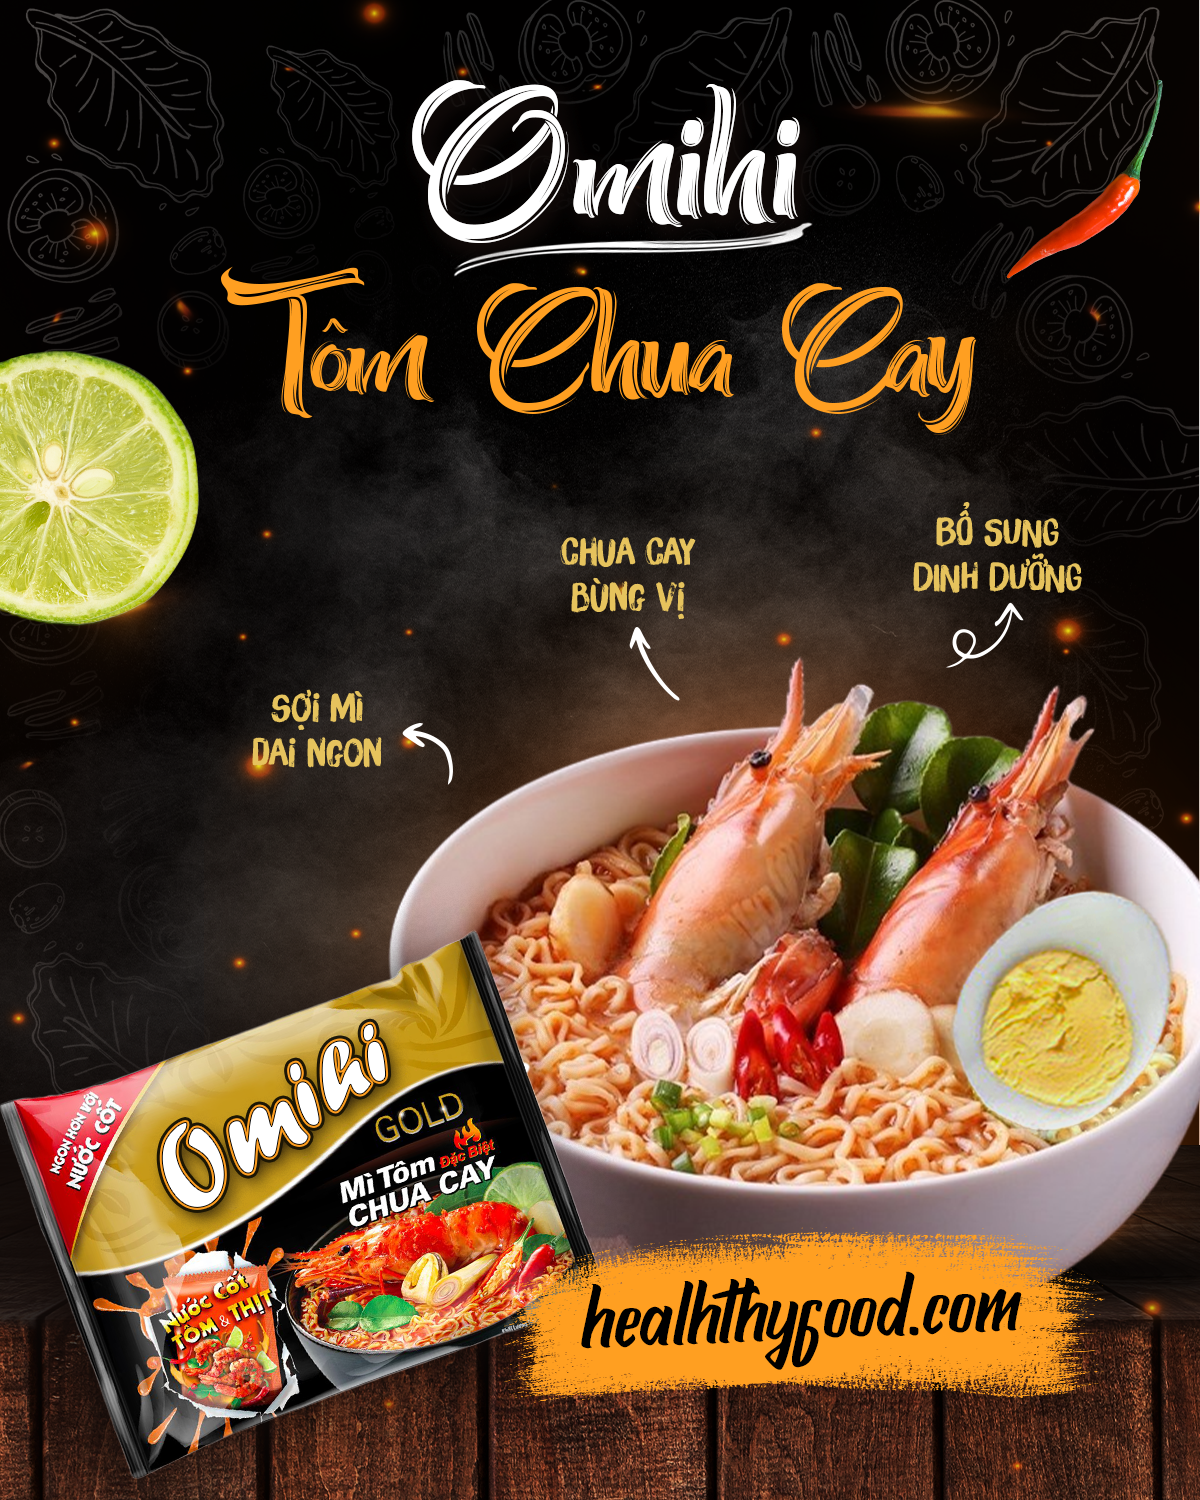 Omihi
Tôm Chua Cay
CHUA CAY
BÙNG VỊ
BỔ SUNG
DINH DƯỠNG
SỢI MÌ
DAI NGON
NGON HƠN VỚI
NƯỚC CỐT
Omihi
GOLD
Mì Tôm Đặc Biệt
CHUA CAY
NƯỚC CỐT
TÔM & THỊT
healhthyfood.com